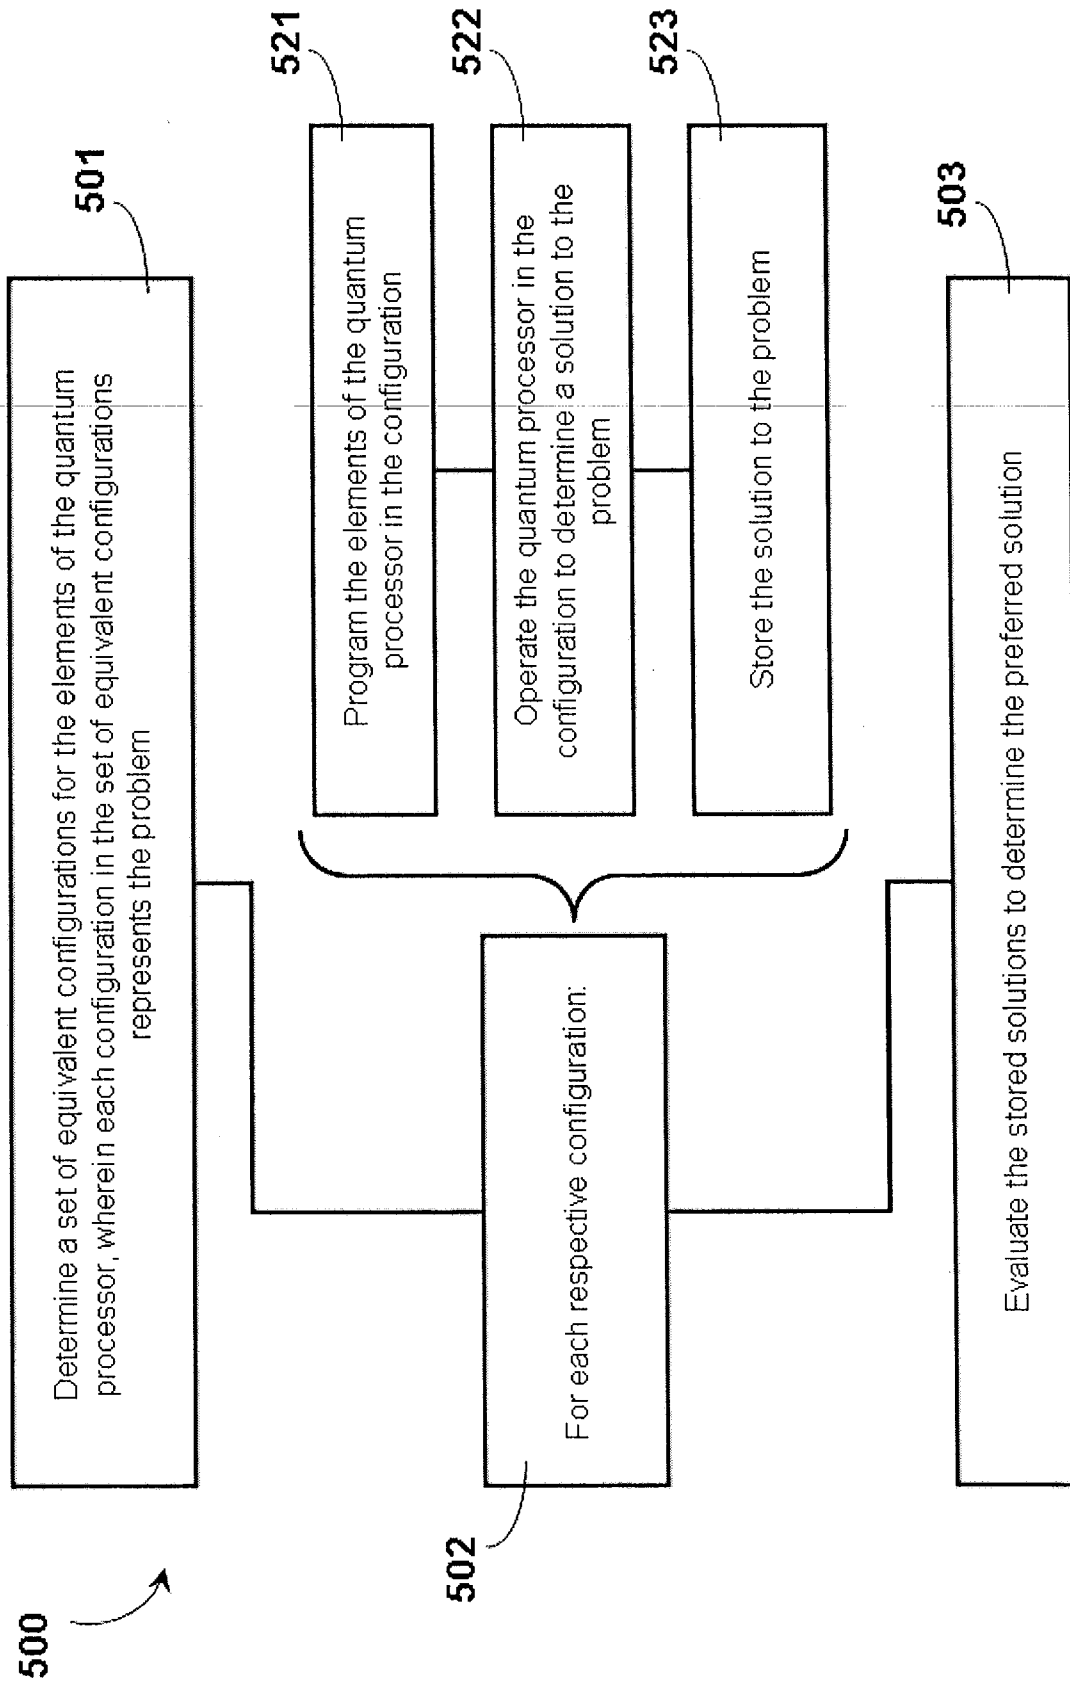 500
501
Determine a set of equivalent configurations for the elements of the quantum
processor, wherein each configuration in the set of equivalent configurations
represents the problem
502
For each respective configuration:
521
Program the elements of the quantum
processor in the configuration
522
Operate the quantum processor in the
configuration to determine a solution to the
problem
523
Store the solution to the problem
503
Evaluate the stored solutions to determine the preferred solution